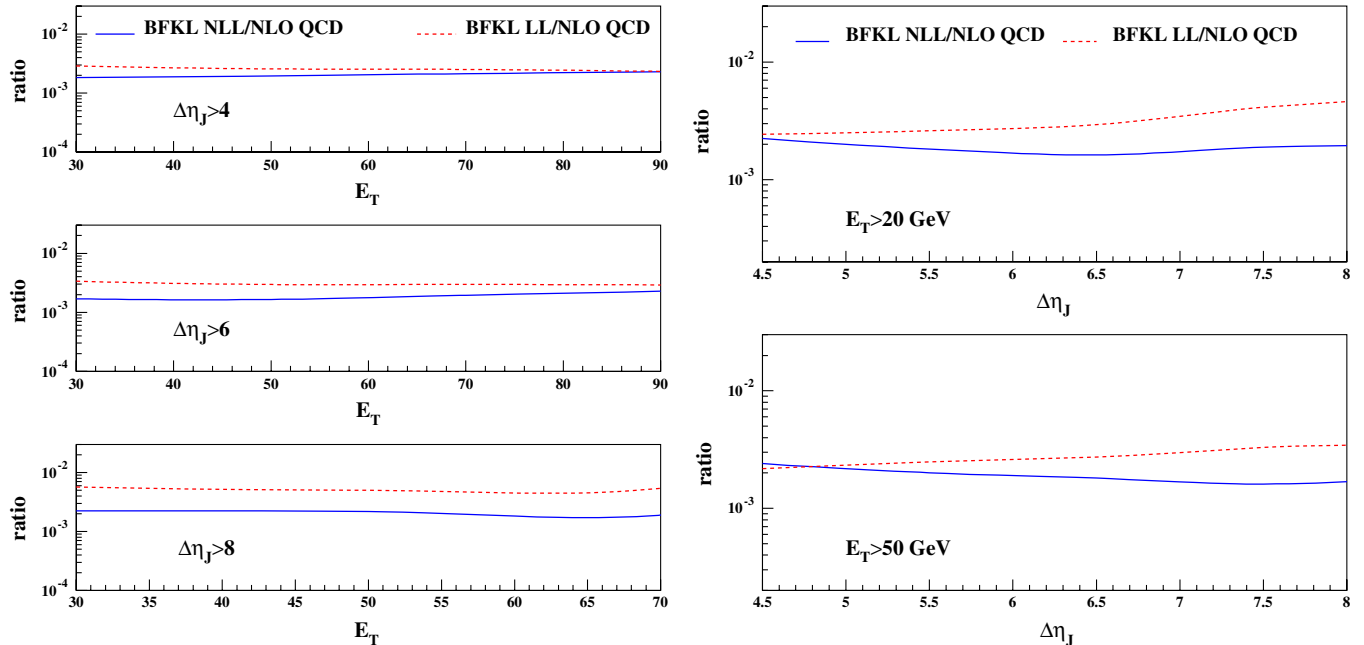 BFKL NLL/NLO QCD BFKL LL/NLO QCD
ratio
10^-2
10^-3
10^-4
Δη_J>4
30 40 50 60 70 80 90
E_T
ratio
10^-2
10^-3
10^-4
Δη_J>6
30 40 50 60 70 80 90
E_T
ratio
10^-2
10^-3
10^-4
Δη_J>8
30 35 40 45 50 55 60 65 70
E_T
BFKL NLL/NLO QCD BFKL LL/NLO QCD
ratio
10^-2
10^-3
E_T>20 GeV
4.5 5 5.5 6 6.5 7 7.5 8
Δη_J
ratio
10^-2
10^-3
E_T>50 GeV
4.5 5 5.5 6 6.5 7 7.5 8
Δη_J